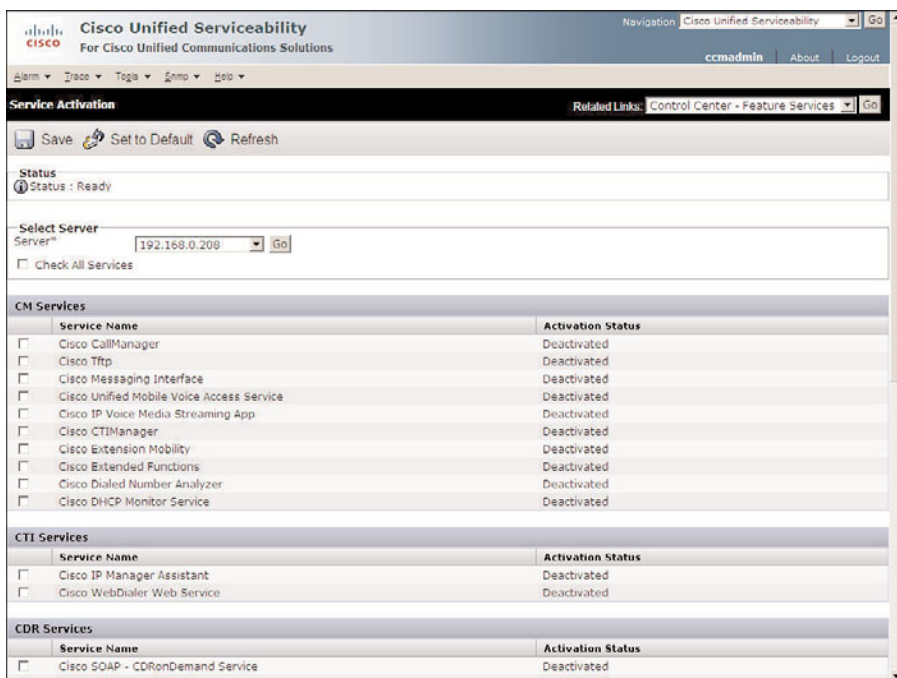 Cisco Unified Serviceability
Navigation Cisco Unified Serviceability Go
CISCO
For Cisco Unified Communications Solutions
ccmadmin About Logout
Alarm Trace Tools Snmp Help
Service Activation
Related Links: Control Center - Feature Services Go
Save Set to Default Refresh
Status
Status : Ready
Select Server
Server*
192.168.0.208 Go
Check All Services
CM Services
Service Name Activation Status
Cisco CallManager Deactivated
Cisco Tftp Deactivated
Cisco Messaging Interface Deactivated
Cisco Unified Mobile Voice Access Service Deactivated
Cisco IP Voice Media Streaming App Deactivated
Cisco CTIManager Deactivated
Cisco Extension Mobility Deactivated
Cisco Extended Functions Deactivated
Cisco Dialed Number Analyzer Deactivated
Cisco DHCP Monitor Service Deactivated
CTI Services
Service Name Activation Status
Cisco IP Manager Assistant Deactivated
Cisco WebDialer Web Service Deactivated
CDR Services
Service Name Activation Status
Cisco SOAP - CDRonDemand Service Deactivated